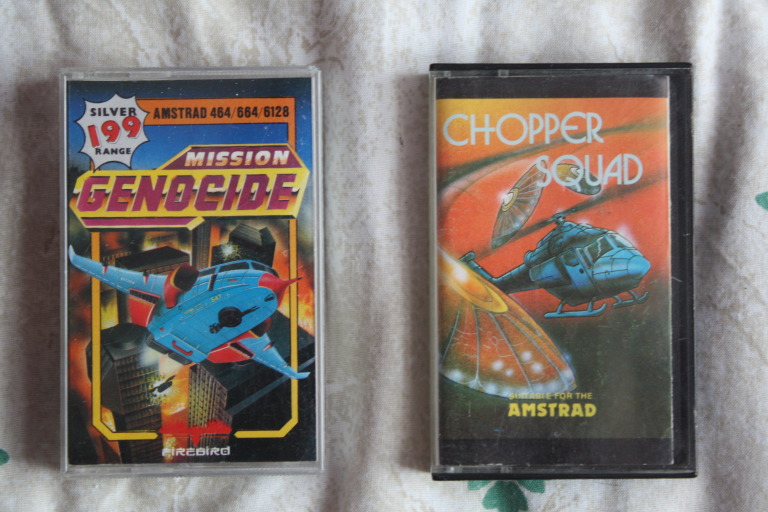 SILVER
199
RANGE
AMSTRAD 464/664/6128
MISSION
GENOCIDE
FIREBIRD
CHOPPER
SQUAD
SUITABLE FOR THE
AMSTRAD